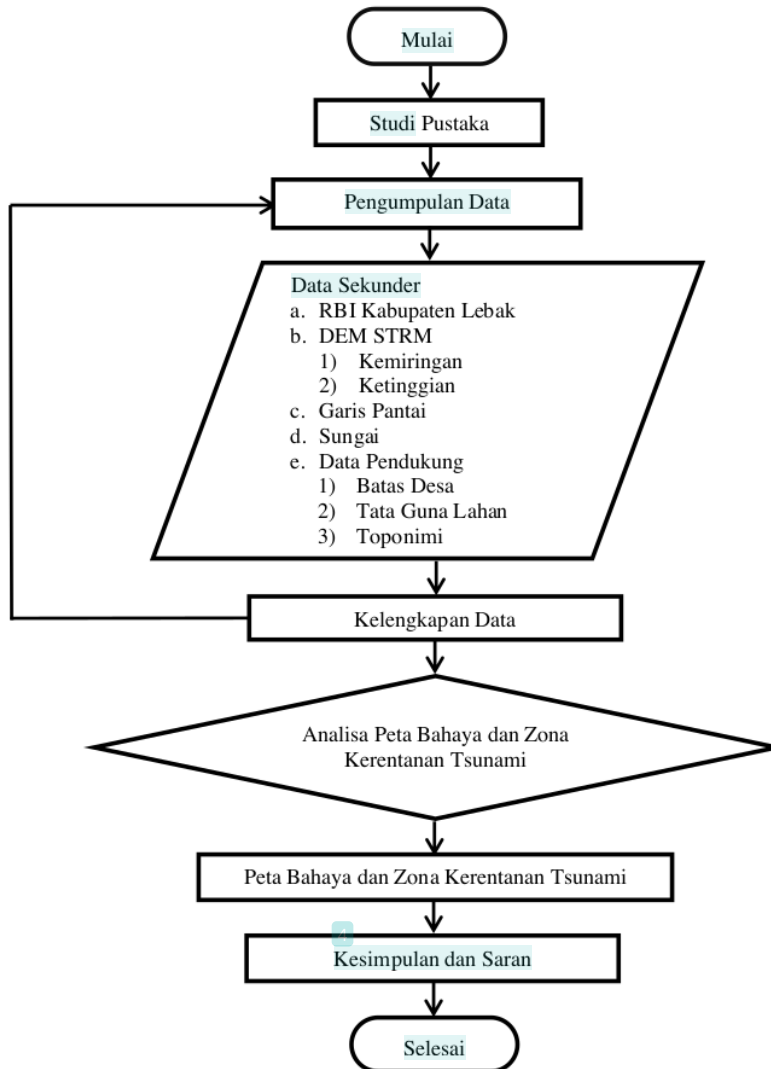 Mulai
Studi Pustaka
Pengumpulan Data
Data Sekunder
a. RBI Kabupaten Lebak
b. DEM STRM
1) Kemiringan
2) Ketinggian
c. Garis Pantai
d. Sungai
e. Data Pendukung
1) Batas Desa
2) Tata Guna Lahan
3) Toponimi
Kelengkapan Data
Analisa Peta Bahaya dan Zona
Kerentanan Tsunami
Peta Bahaya dan Zona Kerentanan Tsunami
4
Kesimpulan dan Saran
Selesai